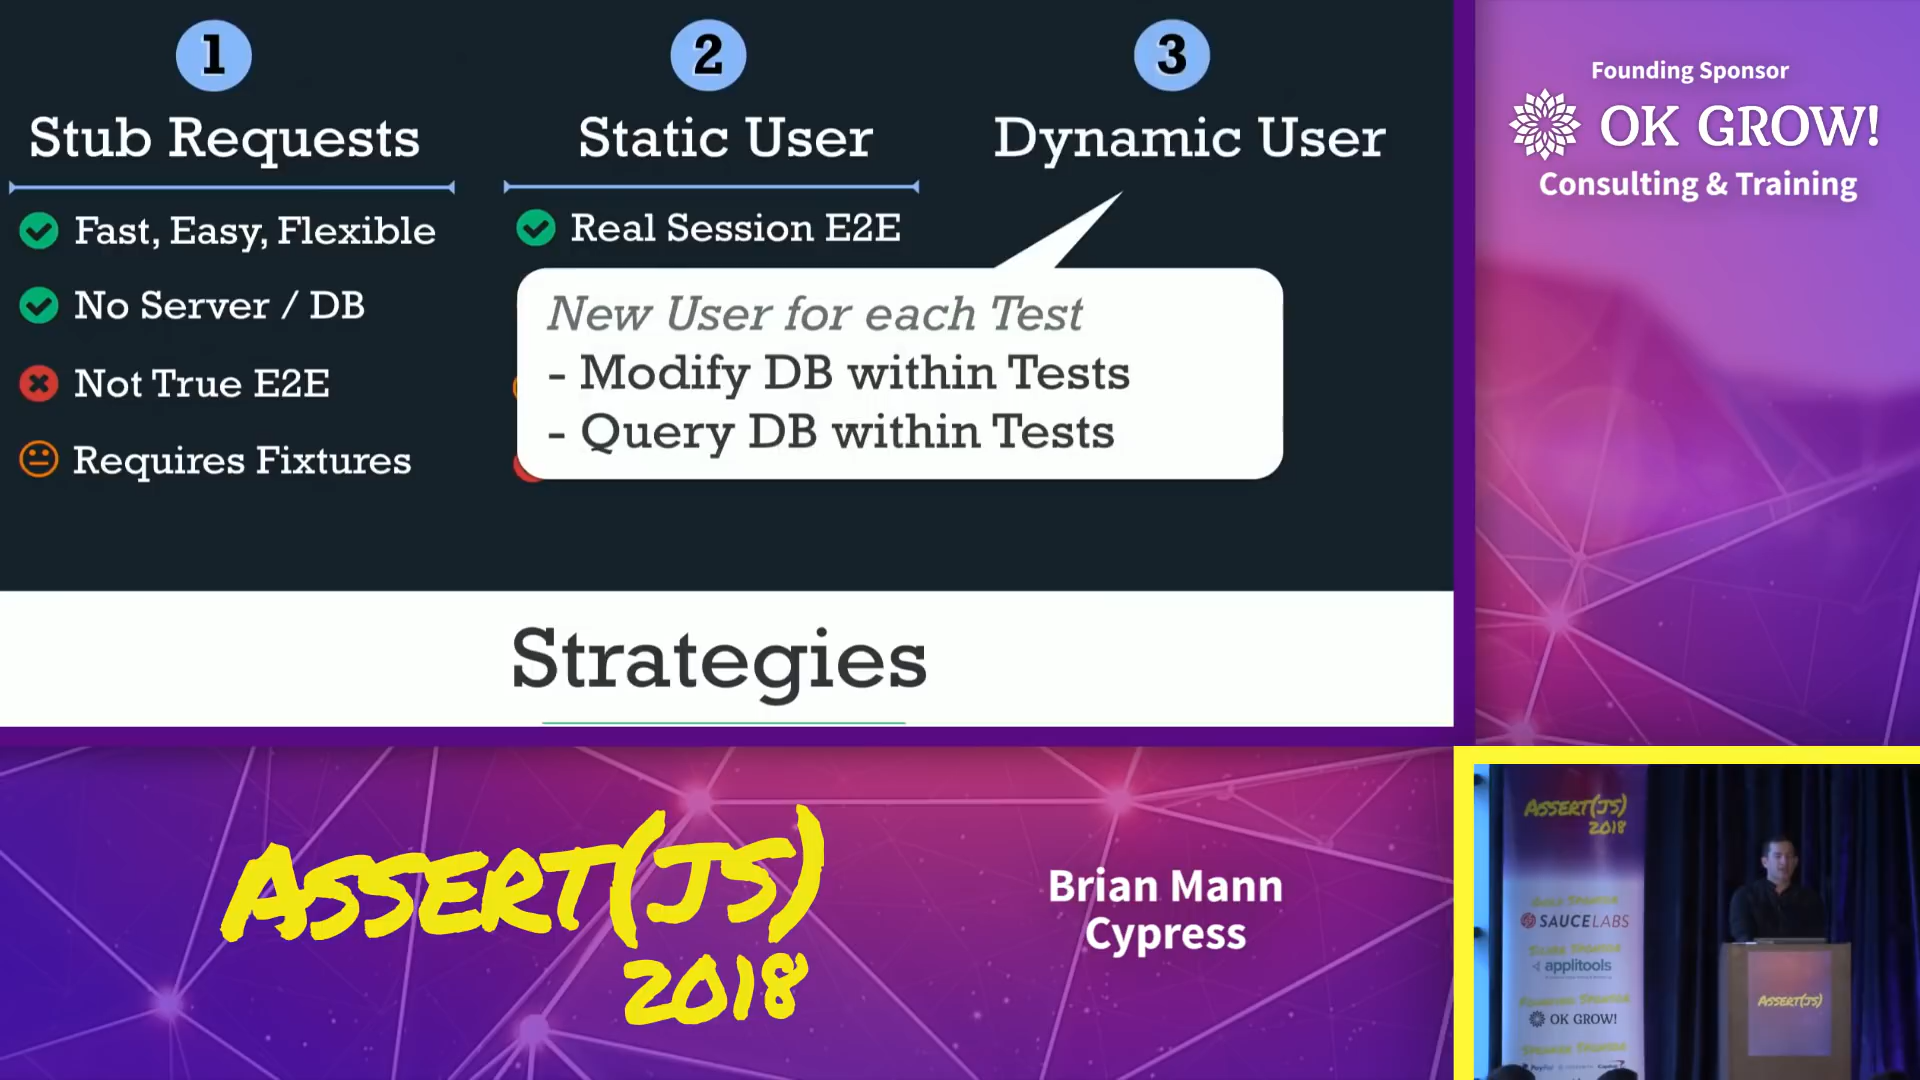 1
Stub Requests
Fast, Easy, Flexible
No Server / DB
Not True E2E
Requires Fixtures
2
Static User
Real Session E2E
3
Dynamic User
New User for each Test
- Modify DB within Tests
- Query DB within Tests
Strategies
Founding Sponsor
OK GROW!
Consulting & Training
ASSERT(JS)
2018
Brian Mann
Cypress
ASSERT(JS)
2018
SAUCELABS
applitools
OK GROW!
PayPal
ASSERT(JS)